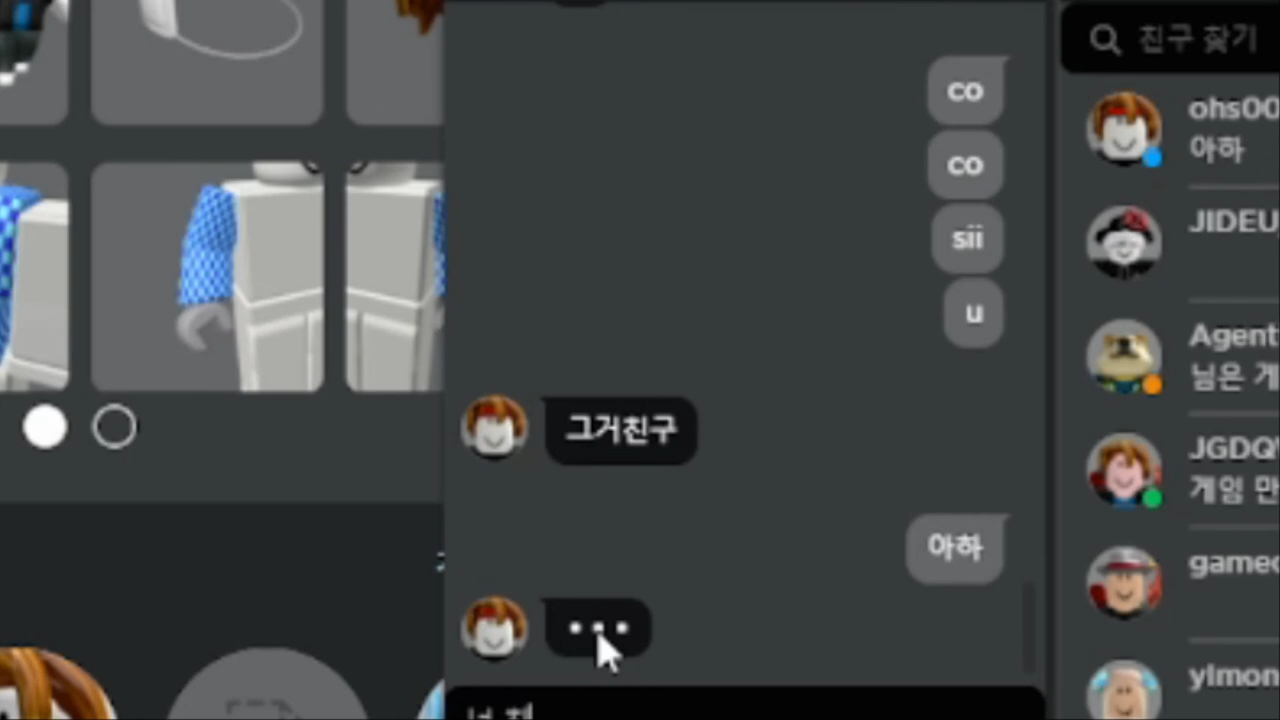 co
co
sii
u
그거친구
아하
친구 찾기
ohs00
아하
JIDEU
Agent
님은 게
JGDQ
게임 만
gamec
ylmon